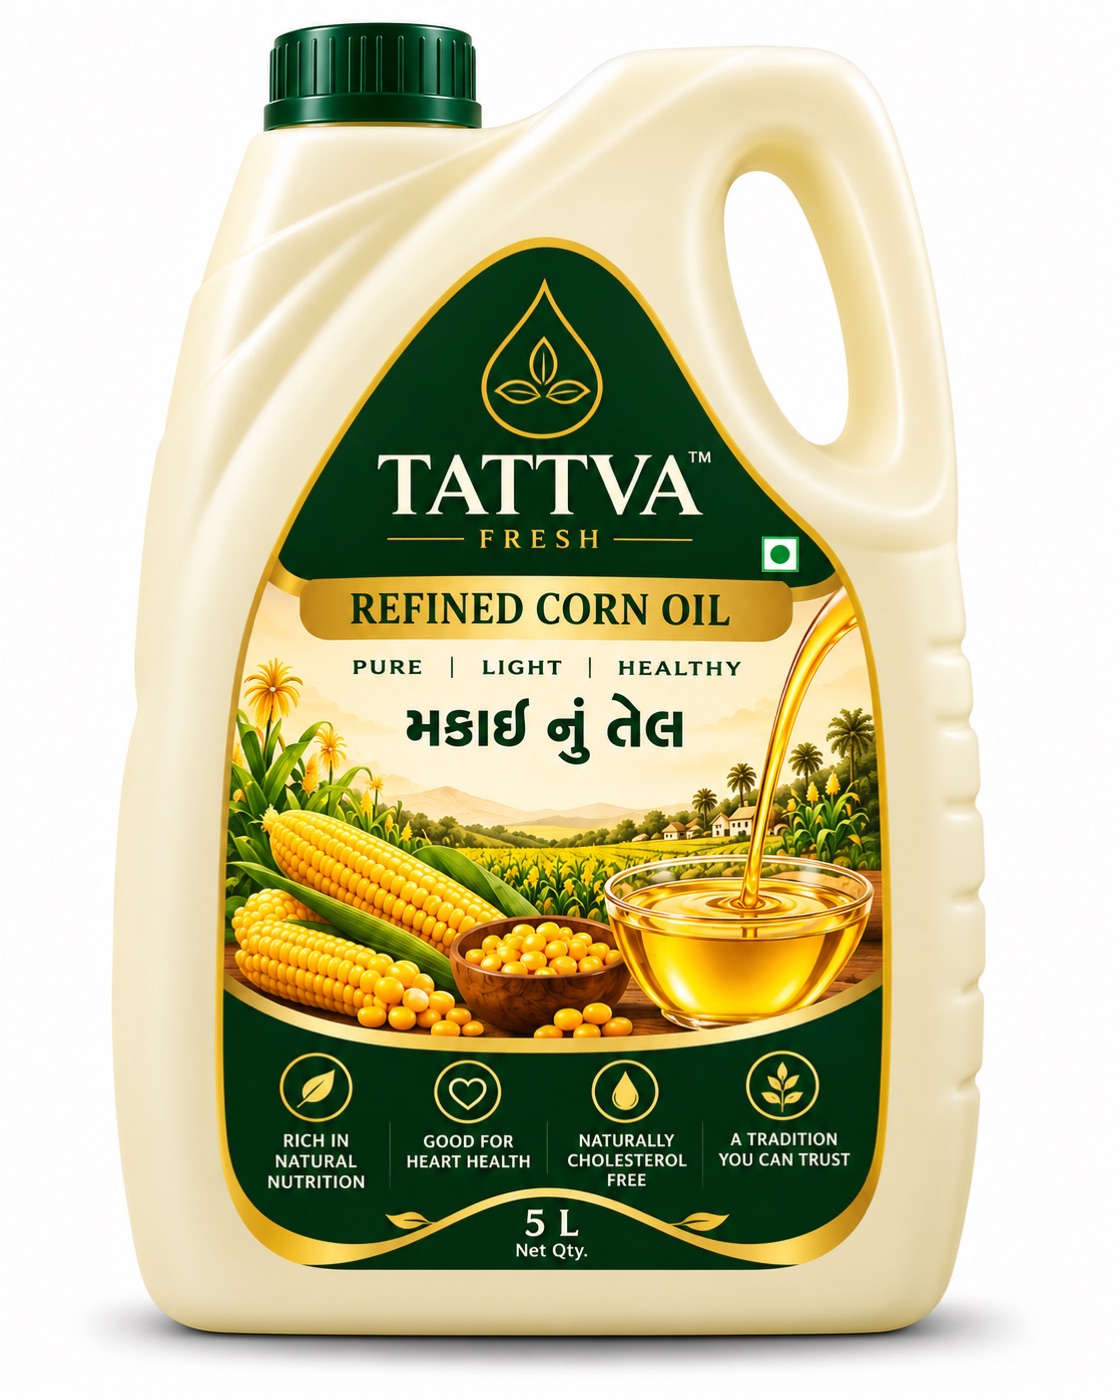 TATTVA™
FRESH
REFINED CORN OIL
PURE | LIGHT | HEALTHY
મકાઈ નું તેલ
RICH IN
NATURAL
NUTRITION
GOOD FOR
HEART HEALTH
NATURALLY
CHOLESTEROL
FREE
A TRADITION
YOU CAN TRUST
5 L
Net Qty.